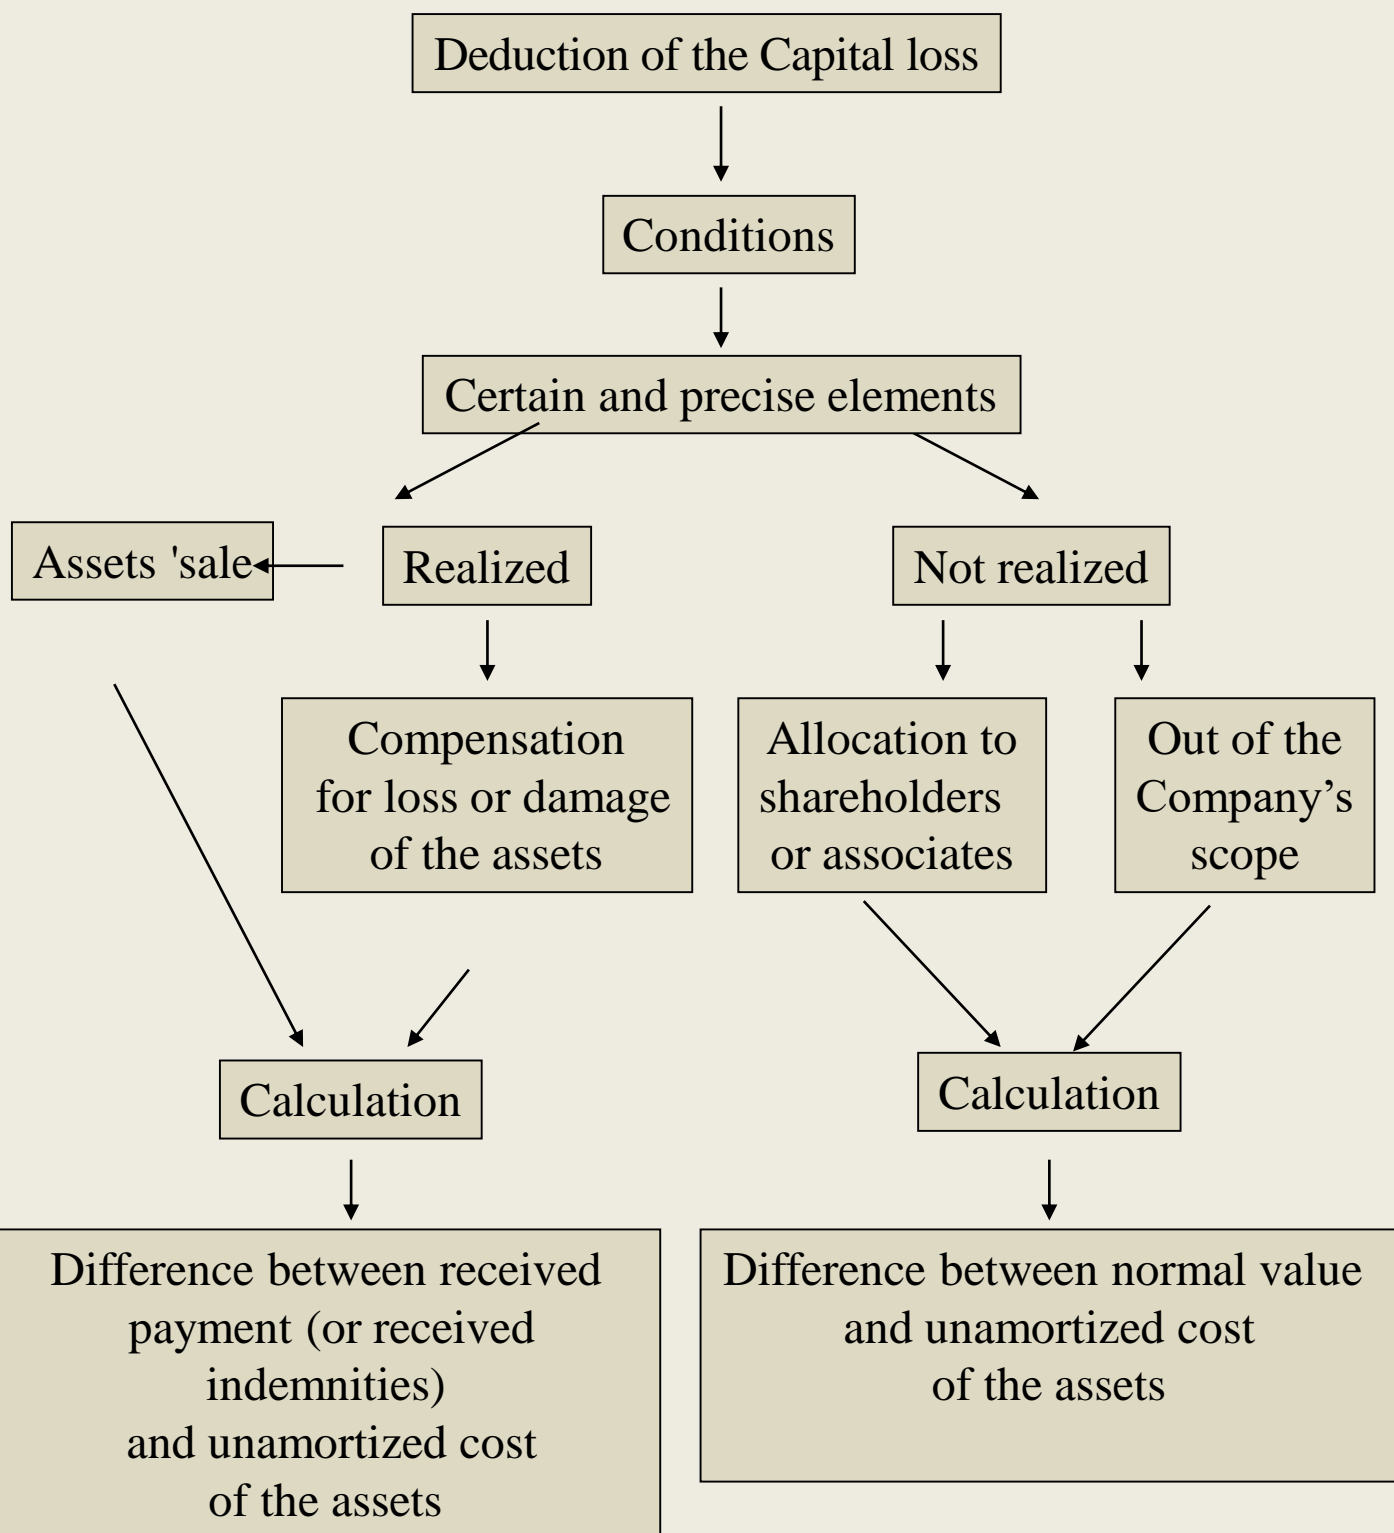 Deduction of the Capital loss
Conditions
Certain and precise elements
Assets 'sale
Realized
Not realized
Compensation
for loss or damage
of the assets
Allocation to
shareholders
or associates
Out of the
Company’s
scope
Calculation
Calculation
Difference between received
payment (or received
indemnities)
and unamortized cost
of the assets
Difference between normal value
and unamortized cost
of the assets